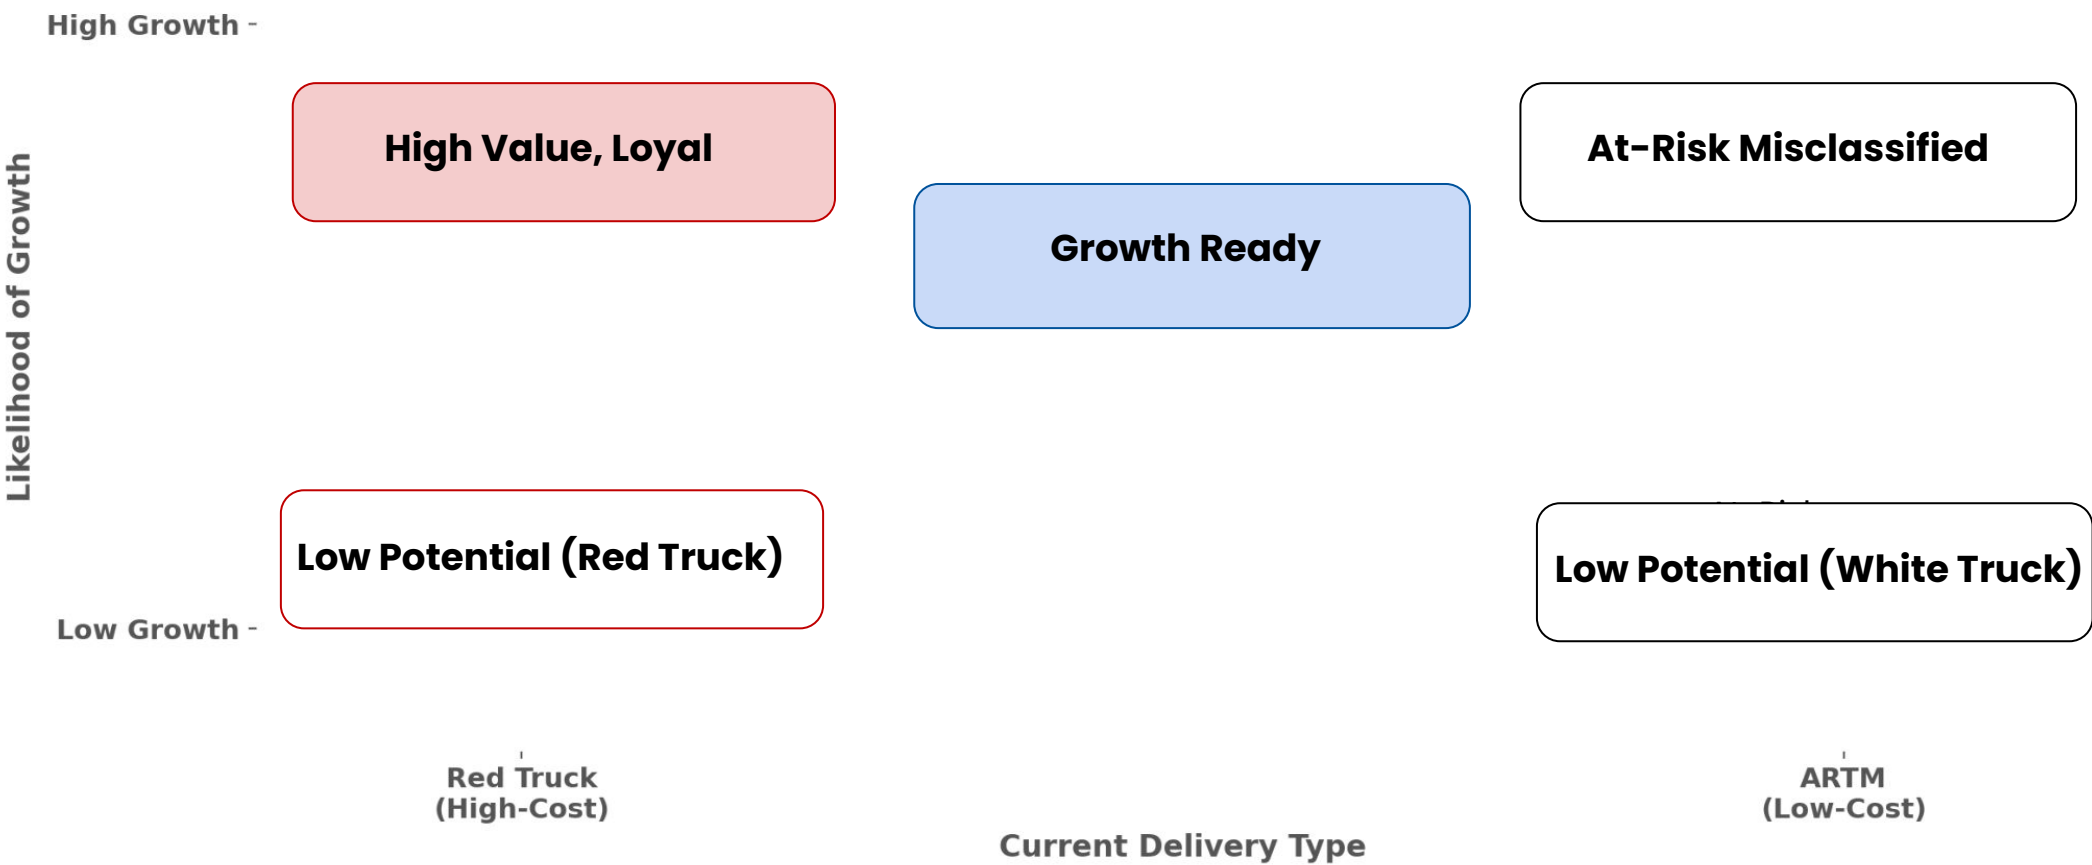 High Growth
High Value, Loyal
At-Risk Misclassified
Growth Ready
Likelihood of Growth
Low Potential (Red Truck)
Low Potential (White Truck)
Low Growth
Red Truck
(High-Cost)
ARTM
(Low-Cost)
Current Delivery Type